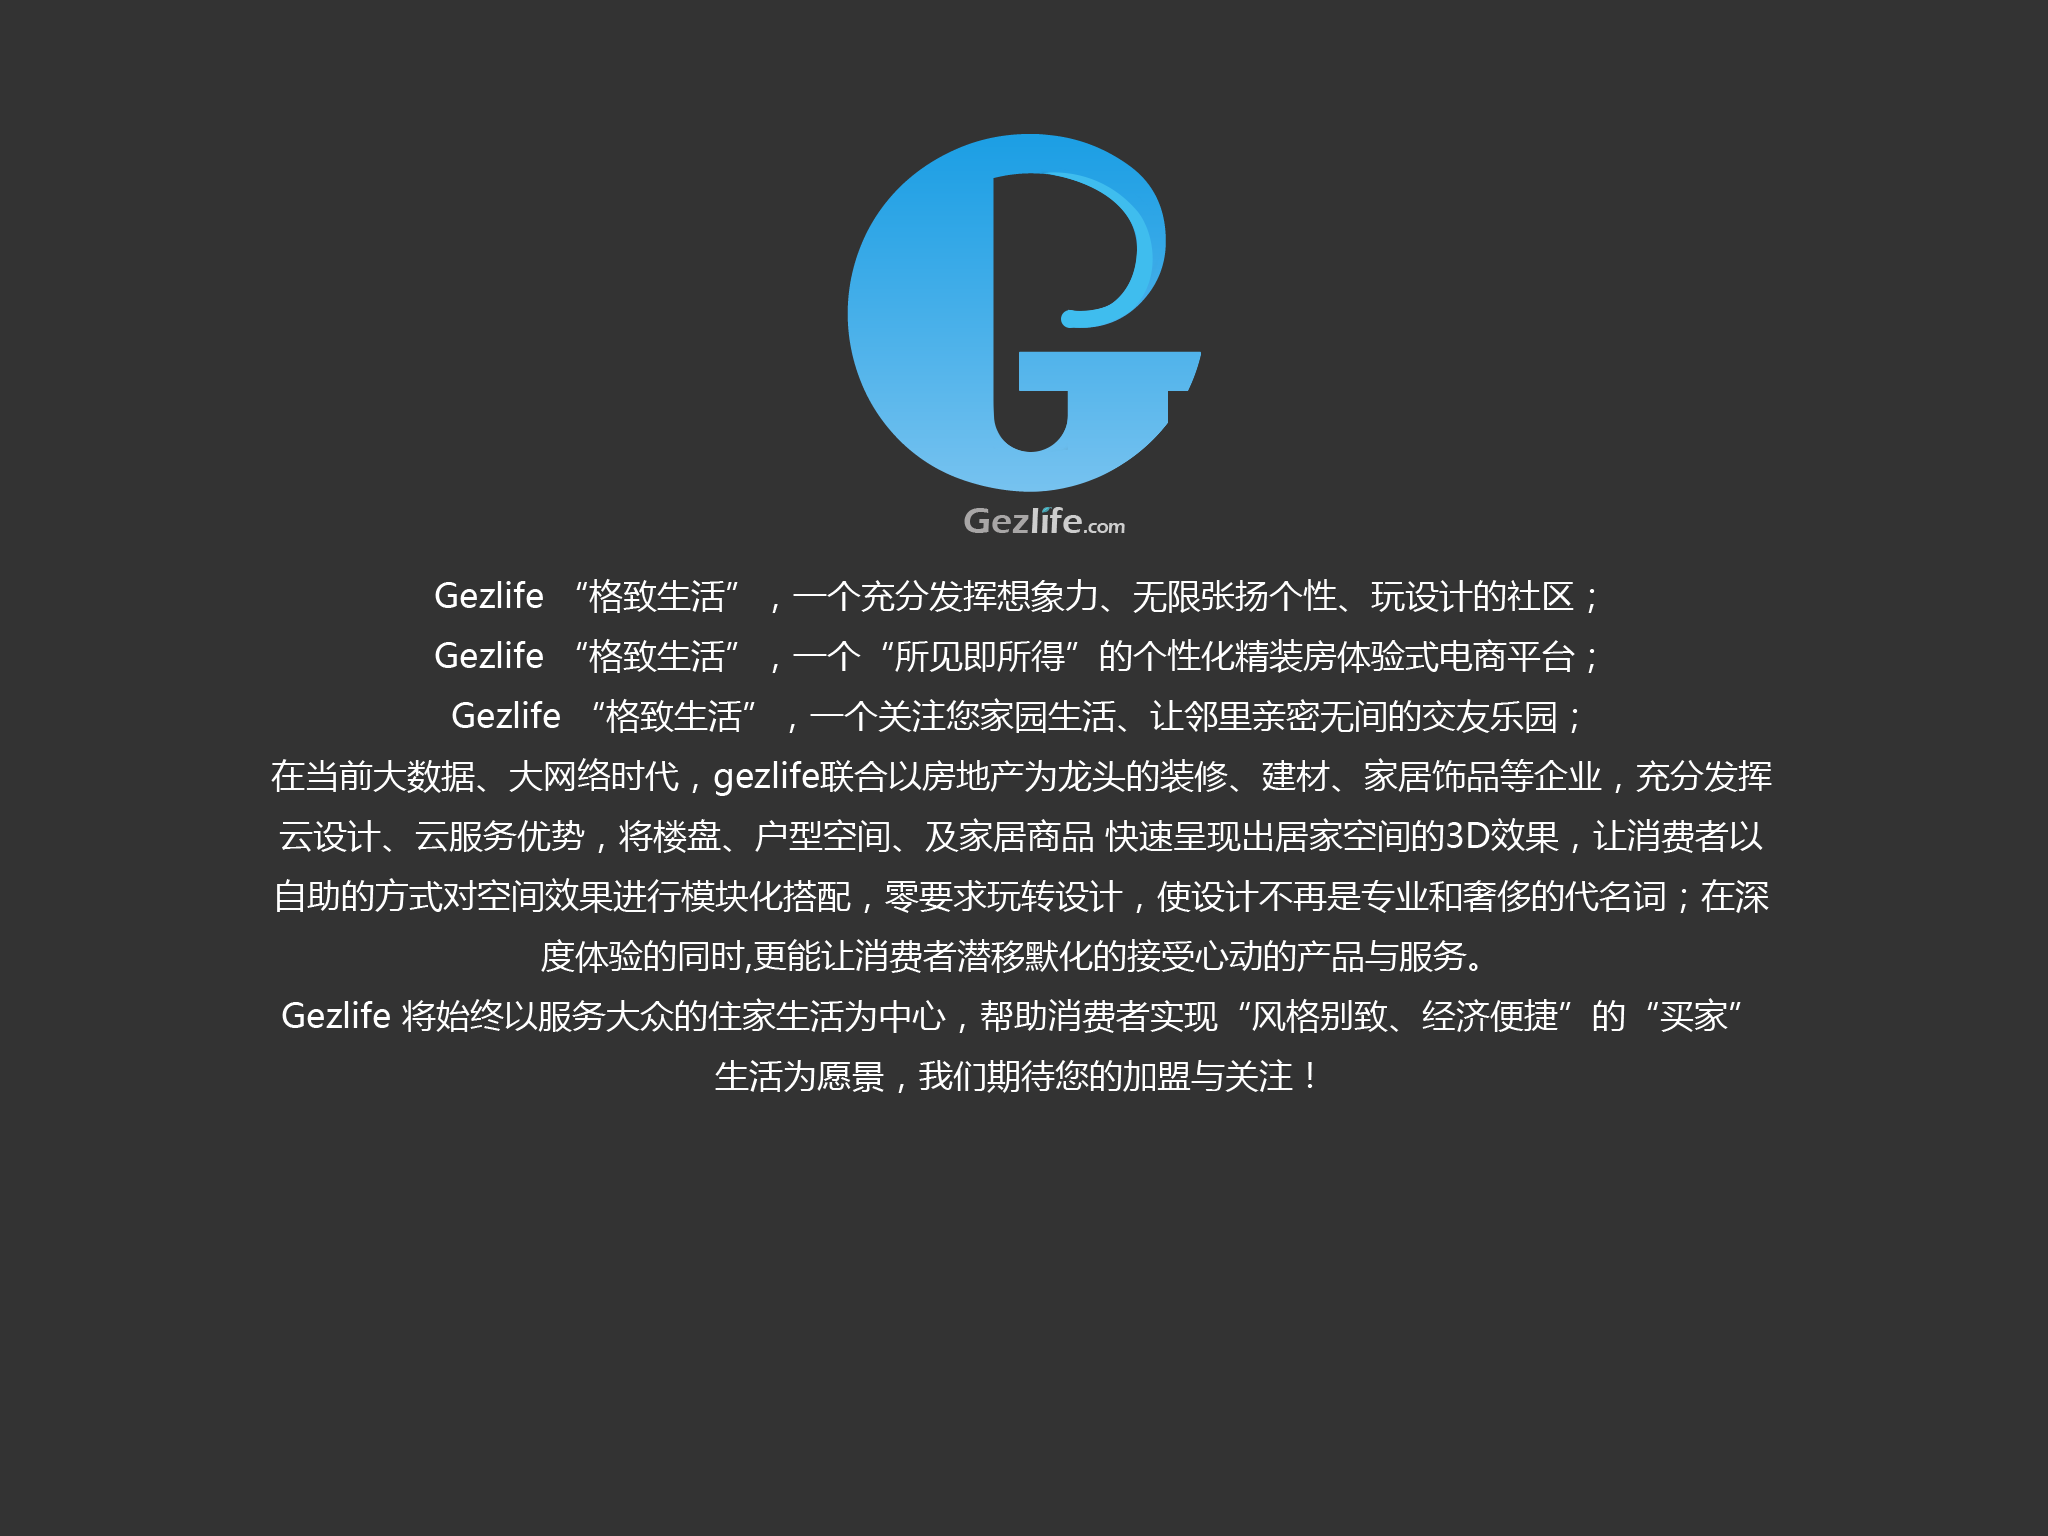 Gezlife.com
Gezlife “格致生活”，一个充分发挥想象力、无限张扬个性、玩设计的社区；
Gezlife “格致生活”，一个“所见即所得”的个性化精装房体验式电商平台；
Gezlife “格致生活”，一个关注您家园生活、让邻里亲密无间的交友乐园；
在当前大数据、大网络时代，gezlife联合以房地产为龙头的装修、建材、家居饰品等企业，充分发挥
云设计、云服务优势，将楼盘、户型空间、及家居商品 快速呈现出居家空间的3D效果，让消费者以
自助的方式对空间效果进行模块化搭配，零要求玩转设计，使设计不再是专业和奢侈的代名词；在深
度体验的同时,更能让消费者潜移默化的接受心动的产品与服务。
Gezlife 将始终以服务大众的住家生活为中心，帮助消费者实现“风格别致、经济便捷”的“买家”
生活为愿景，我们期待您的加盟与关注！